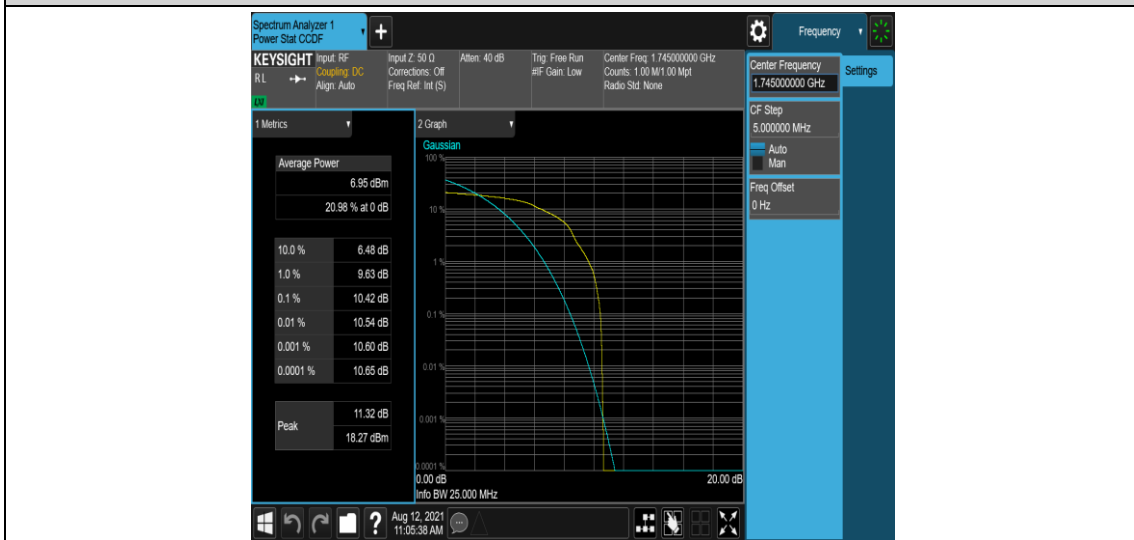 Spectrum Analyzer 1
Power Stat CCDF
Frequency
KEYSIGHT
RL
Input: RF
Coupling: DC
Align: Auto
Input Z: 50 Ω
Corrections: Off
Freq Ref: Int (S)
Atten: 40 dB
Trig: Free Run
#IF Gain: Low
Center Freq: 1.745000000 GHz
Counts: 1.00 M/1.00 Mpt
Radio Std: None
Center Frequency
1.745000000 GHz
Settings
CF Step
5.000000 MHz
Auto
Man
Freq Offset
0 Hz
1 Metrics
Average Power
6.95 dBm
20.98 % at 0 dB
10.0 % 6.48 dB
1.0 % 9.63 dB
0.1 % 10.42 dB
0.01 % 10.54 dB
0.001 % 10.60 dB
0.0001 % 10.65 dB
Peak
11.32 dB
18.27 dBm
2 Graph
Gaussian
100 %
10 %
1 %
0.1 %
0.01 %
0.001 %
0.0001 %
0.00 dB 20.00 dB
Info BW 25.000 MHz
Aug 12, 2021
11:05:38 AM